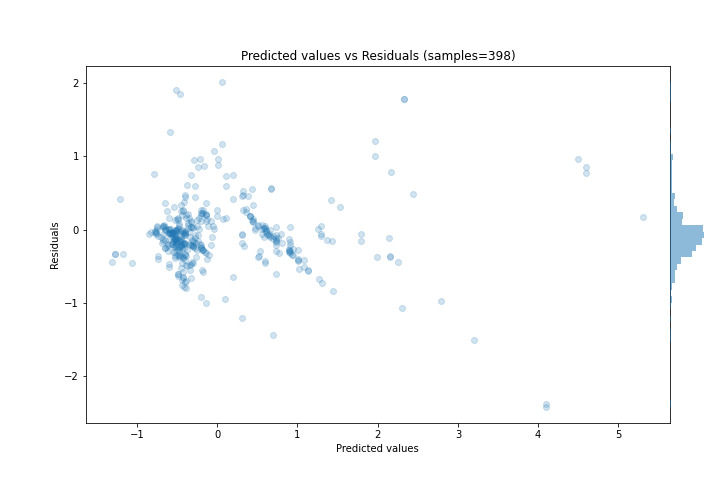 Predicted values vs Residuals (samples=398)
2
1
0
−1
−2
Residuals
−1 0 1 2 3 4 5
Predicted values